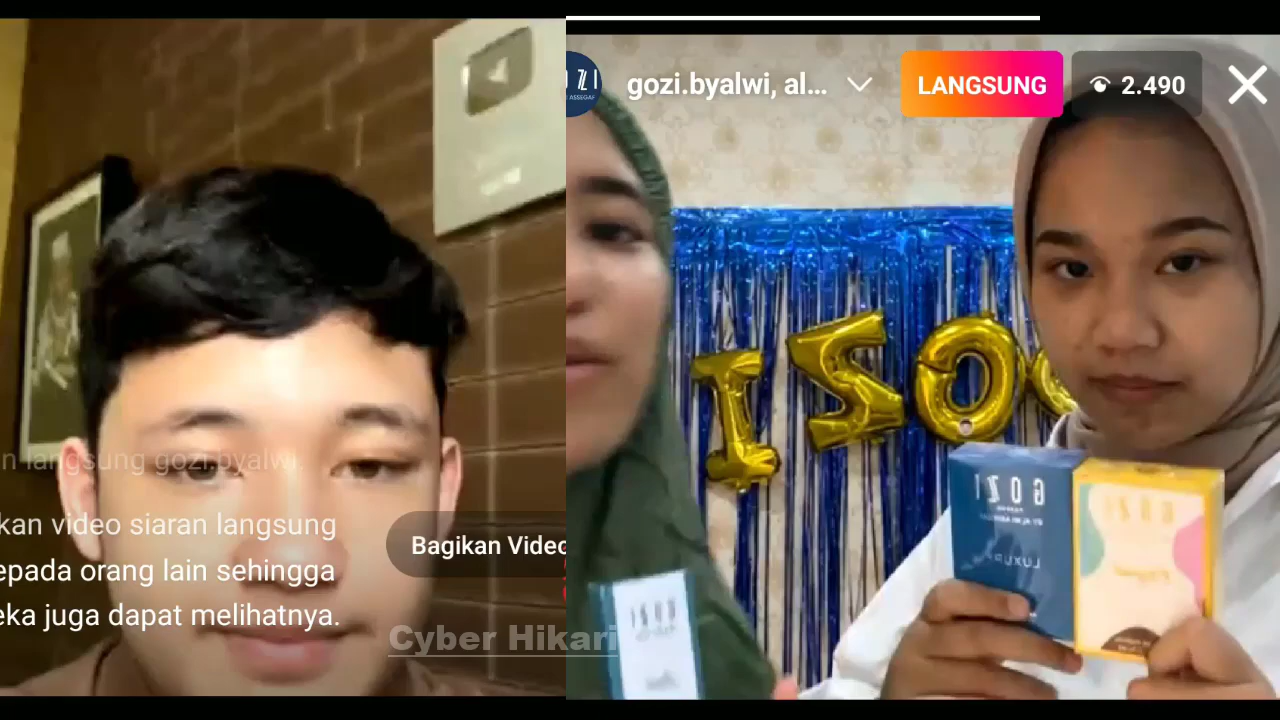 gozi.byalwi, al...
LANGSUNG
2.490
n langsung gozi.byalwi.
kan video siaran langsung
epada orang lain sehingga
eka juga dapat melihatnya.
Bagikan Video
Cyber Hikari
GOZI
GOZI
LUXURY
GOZI
GOZI